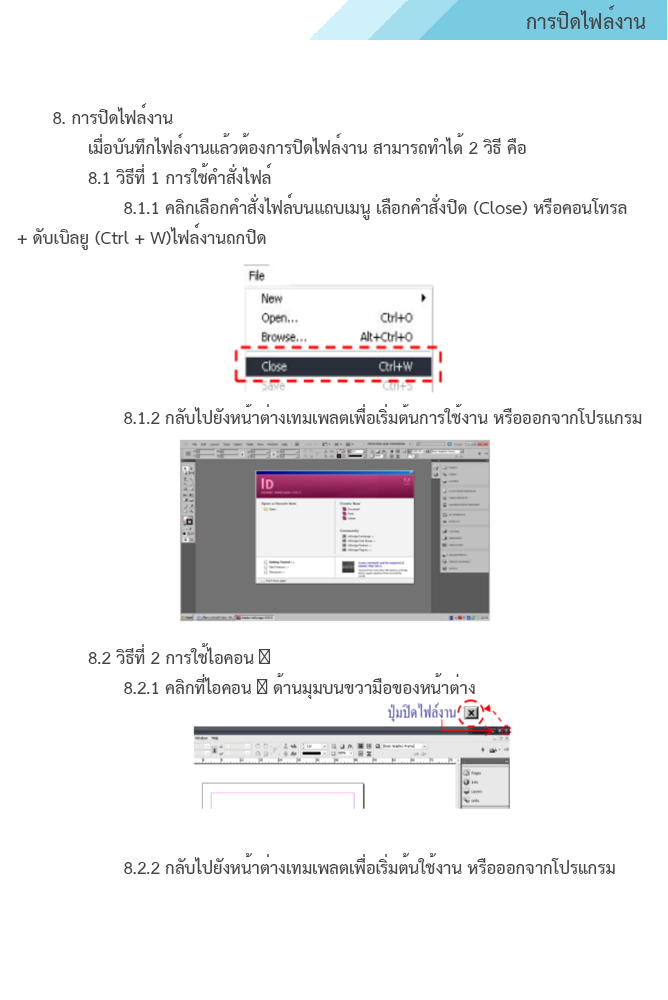 การปิดไฟล์งาน
8. การปิดไฟล์งาน
เมื่อบันทึกไฟล์งานแล้วต้องการปิดไฟล์งาน สามารถทำได้ 2 วิธี คือ
8.1 วิธีที่ 1 การใช้คำสั่งไฟล์
8.1.1 คลิกเลือกคำสั่งไฟล์บนแถบเมนู เลือกคำสั่งปิด (Close) หรือคอนโทรล
+ ดับเบิลยู (Ctrl + W)ไฟล์งานถกปิด
File
New
Open... Ctrl+O
Browse... Alt+Ctrl+O
Close Ctrl+W
Save Ctrl+S
8.1.2 กลับไปยังหน้าต่างเทมเพลตเพื่อเริ่มต้นการใช้งาน หรือออกจากโปรแกรม
ID
Community
8.2 วิธีที่ 2 การใช้ไอคอน
8.2.1 คลิกที่ไอคอน ด้านมุมบนขวามือของหน้าต่าง
ปุ่มปิดไฟล์งาน
Window Help
Pages
Info
Layers
Links
8.2.2 กลับไปยังหน้าต่างเทมเพลตเพื่อเริ่มต้นใช้งาน หรือออกจากโปรแกรม